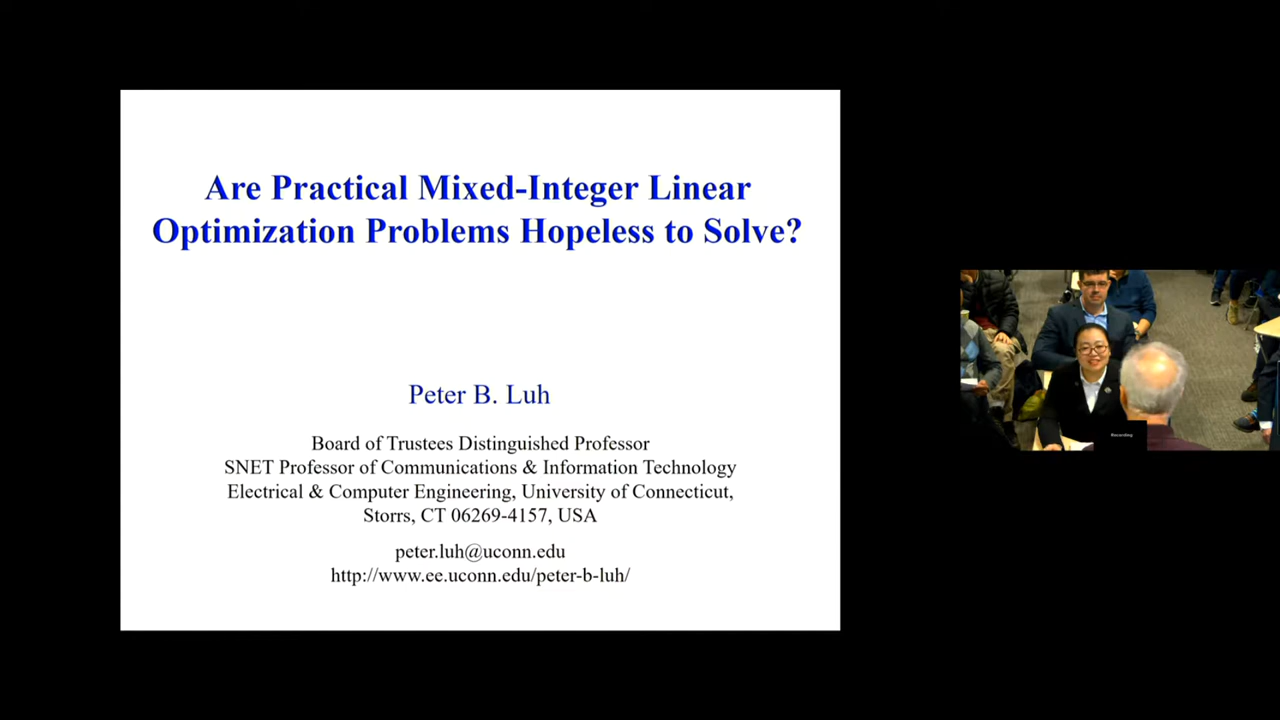 Are Practical Mixed-Integer Linear
Optimization Problems Hopeless to Solve?
Peter B. Luh
Board of Trustees Distinguished Professor
SNET Professor of Communications & Information Technology
Electrical & Computer Engineering, University of Connecticut,
Storrs, CT 06269-4157, USA
peter.luh@uconn.edu
http://www.ee.uconn.edu/peter-b-luh/
Recording